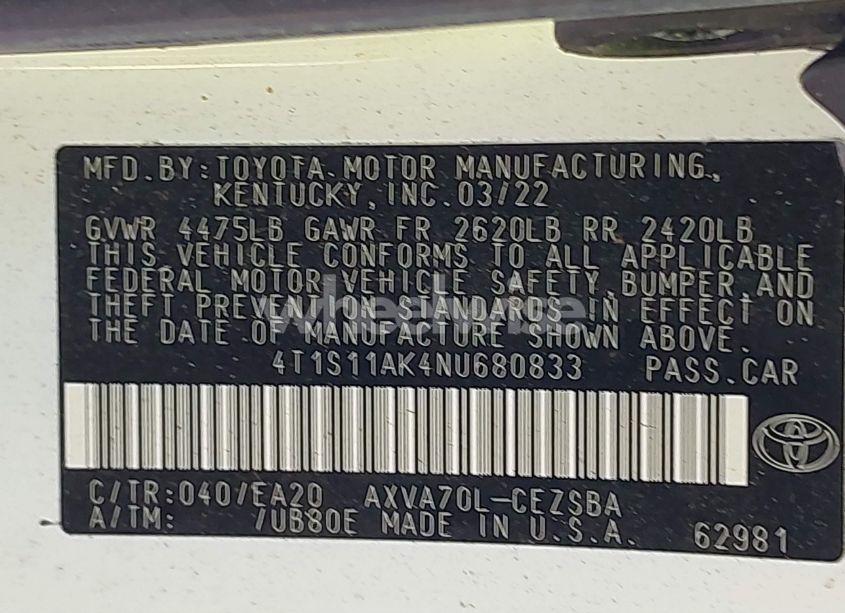 MFD.BY:TOYOTA MOTOR MANUFACTURING,
KENTUCKY, INC. 03/22
GVWR 4475LB GAWR FR 2620LB RR 2420LB
THIS VEHICLE CONFORMS TO ALL APPLICABLE
FEDERAL MOTOR VEHICLE SAFETY, BUMPER, AND
THEFT PREVENTION STANDARDS IN EFFECT ON
THE DATE OF MANUFACTURE SHOWN ABOVE.
4T1S11AK4NU680833 PASS.CAR
C/TR:040/EA20 AXVA70L-CEZSBA
A/TM: /UB80E MADE IN U.S.A. 62981